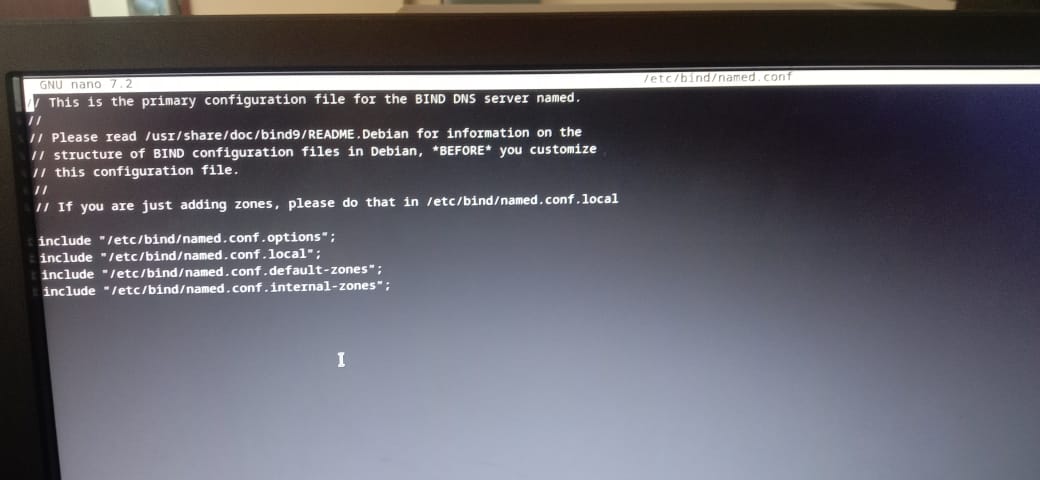 GNU nano 7.2 /etc/bind/named.conf
// This is the primary configuration file for the BIND DNS server named.
//
// Please read /usr/share/doc/bind9/README.Debian for information on the
// structure of BIND configuration files in Debian, *BEFORE* you customize
// this configuration file.
//
// If you are just adding zones, please do that in /etc/bind/named.conf.local
include "/etc/bind/named.conf.options";
include "/etc/bind/named.conf.local";
include "/etc/bind/named.conf.default-zones";
include "/etc/bind/named.conf.internal-zones";